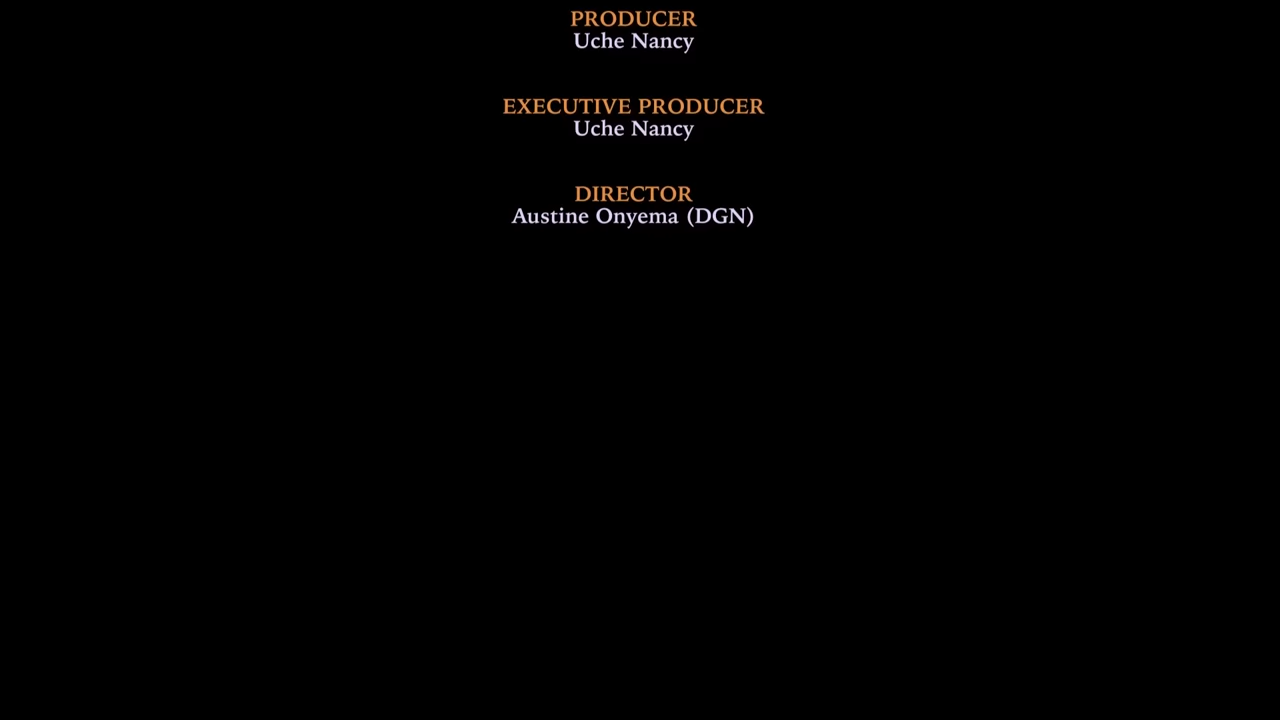 PRODUCER
Uche Nancy
EXECUTIVE PRODUCER
Uche Nancy
DIRECTOR
Austine Onyema (DGN)